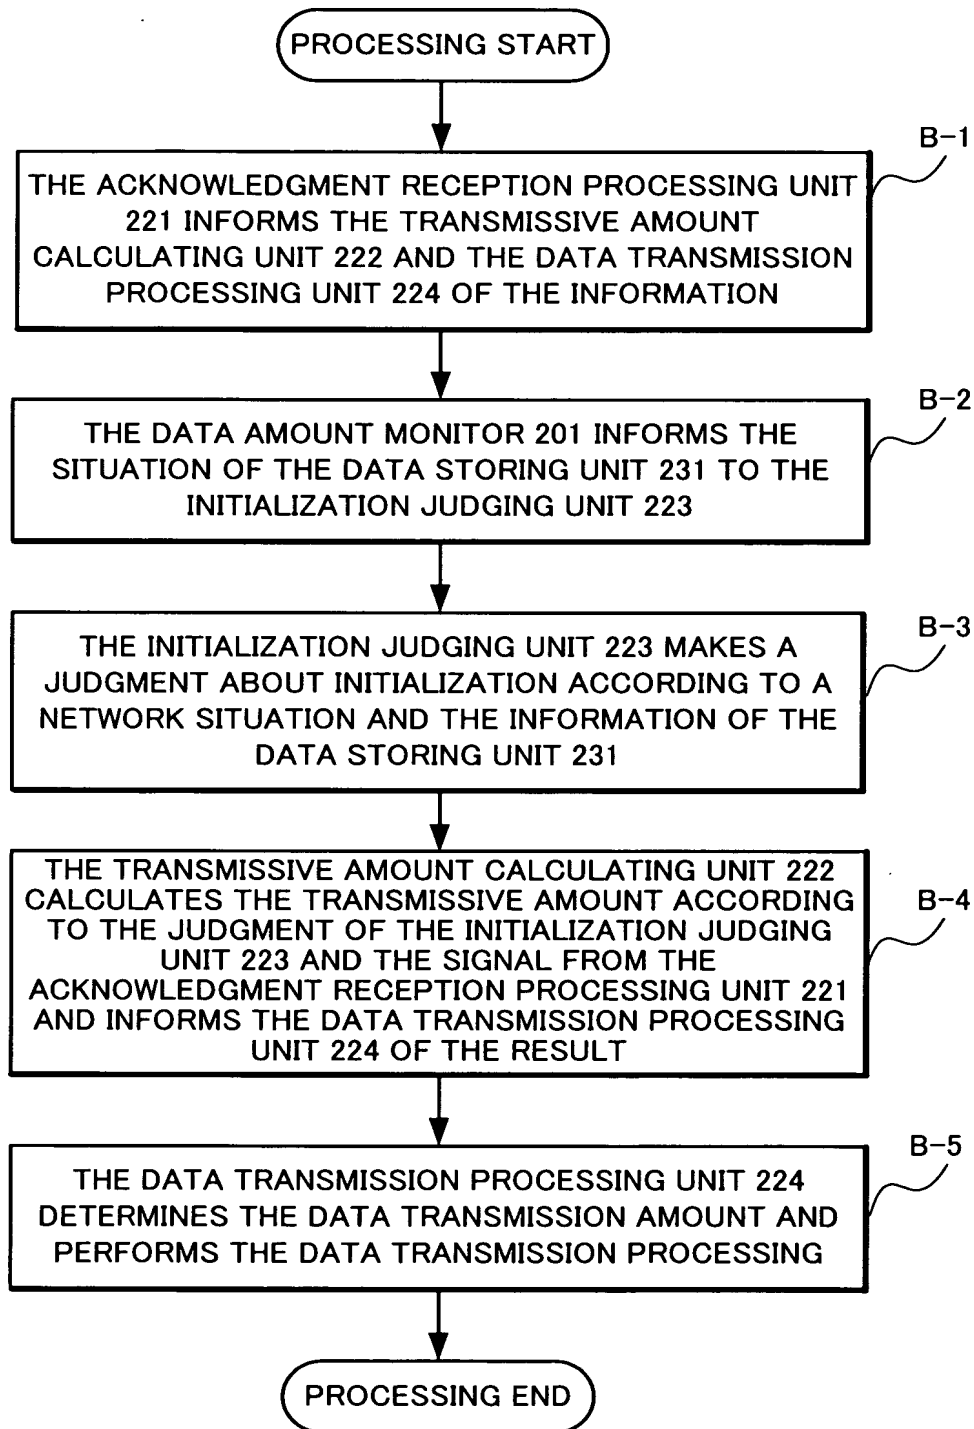 PROCESSING START
B-1
THE ACKNOWLEDGMENT RECEPTION PROCESSING UNIT
221 INFORMS THE TRANSMISSIVE AMOUNT
CALCULATING UNIT 222 AND THE DATA TRANSMISSION
PROCESSING UNIT 224 OF THE INFORMATION
B-2
THE DATA AMOUNT MONITOR 201 INFORMS THE
SITUATION OF THE DATA STORING UNIT 231 TO THE
INITIALIZATION JUDGING UNIT 223
B-3
THE INITIALIZATION JUDGING UNIT 223 MAKES A
JUDGMENT ABOUT INITIALIZATION ACCORDING TO A
NETWORK SITUATION AND THE INFORMATION OF THE
DATA STORING UNIT 231
B-4
THE TRANSMISSIVE AMOUNT CALCULATING UNIT 222
CALCULATES THE TRANSMISSIVE AMOUNT ACCORDING
TO THE JUDGMENT OF THE INITIALIZATION JUDGING
UNIT 223 AND THE SIGNAL FROM THE
ACKNOWLEDGMENT RECEPTION PROCESSING UNIT 221
AND INFORMS THE DATA TRANSMISSION PROCESSING
UNIT 224 OF THE RESULT
B-5
THE DATA TRANSMISSION PROCESSING UNIT 224
DETERMINES THE DATA TRANSMISSION AMOUNT AND
PERFORMS THE DATA TRANSMISSION PROCESSING
PROCESSING END